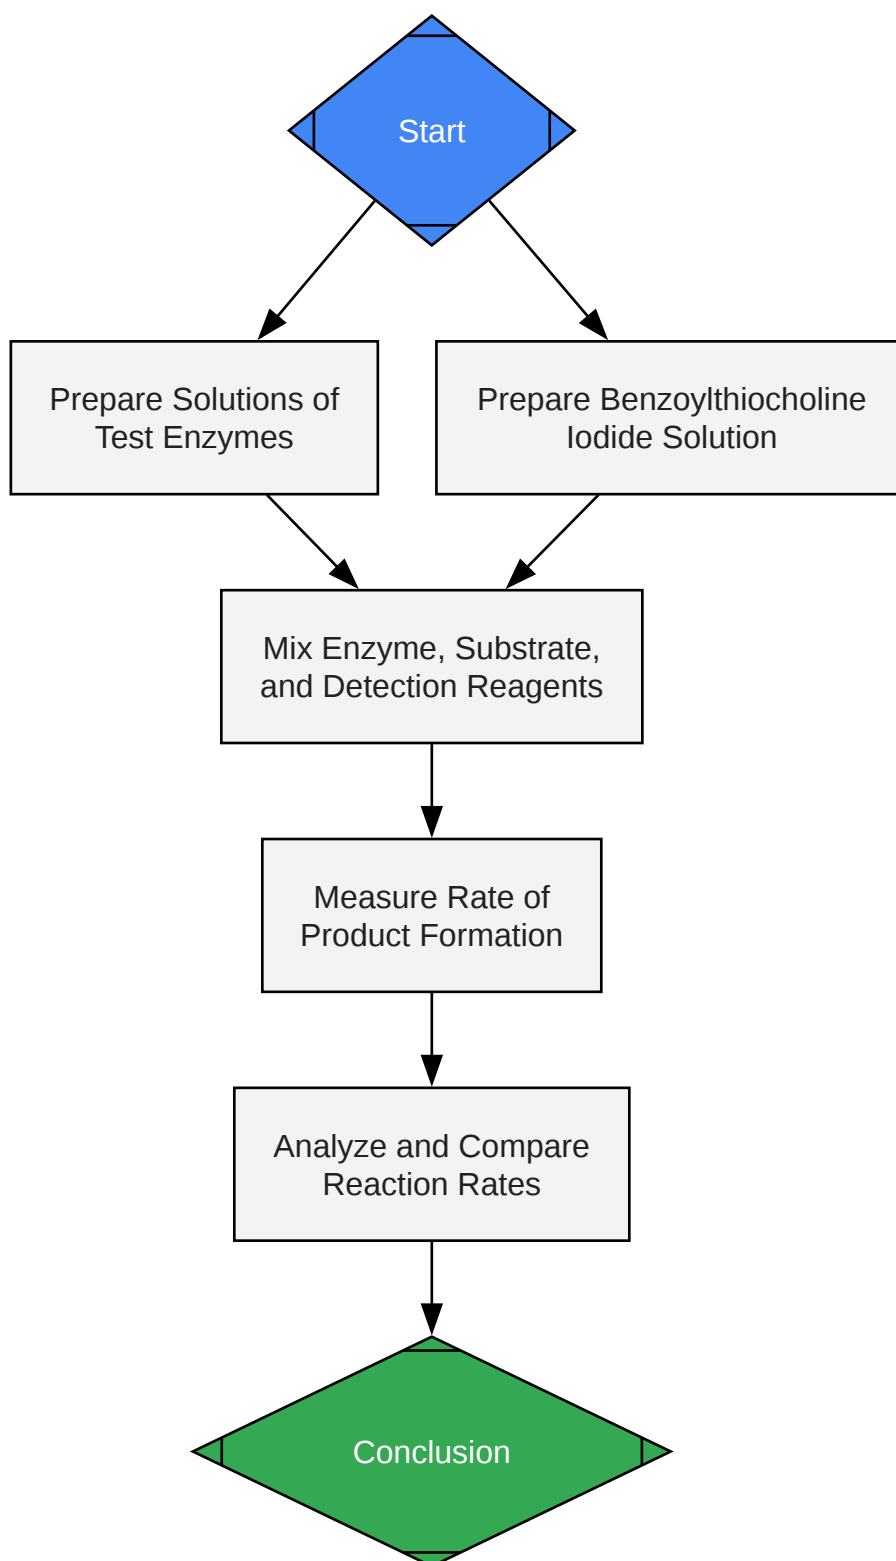 Start
Prepare Solutions of
Test Enzymes
Prepare Benzoylthiocholine
Iodide Solution
Mix Enzyme, Substrate,
and Detection Reagents
Measure Rate of
Product Formation
Analyze and Compare
Reaction Rates
Conclusion